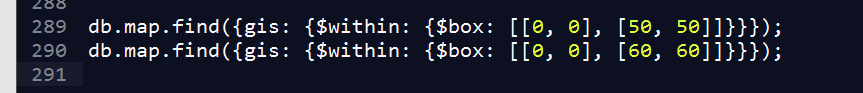 288
289 db.map.find({gis: {$within: {$box: [[0, 0], [50, 50]]}}});
290 db.map.find({gis: {$within: {$box: [[0, 0], [60, 60]]}}});
291